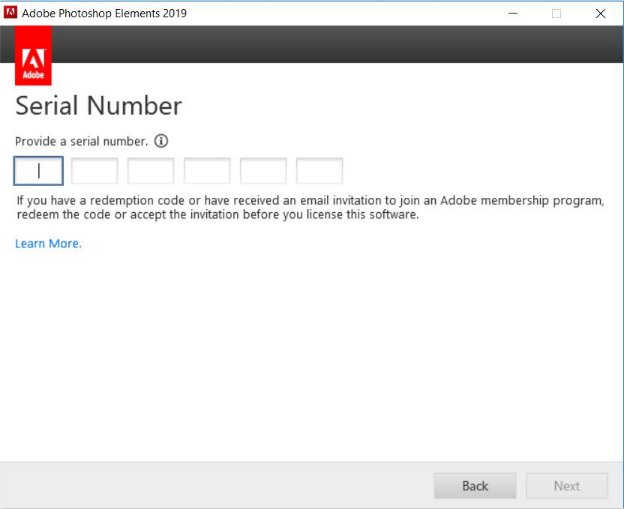 Adobe Photoshop Elements 2019
Adobe
Serial Number
Provide a serial number.
If you have a redemption code or have received an email invitation to join an Adobe membership program,
redeem the code or accept the invitation before you license this software.
Learn More.
Back
Next